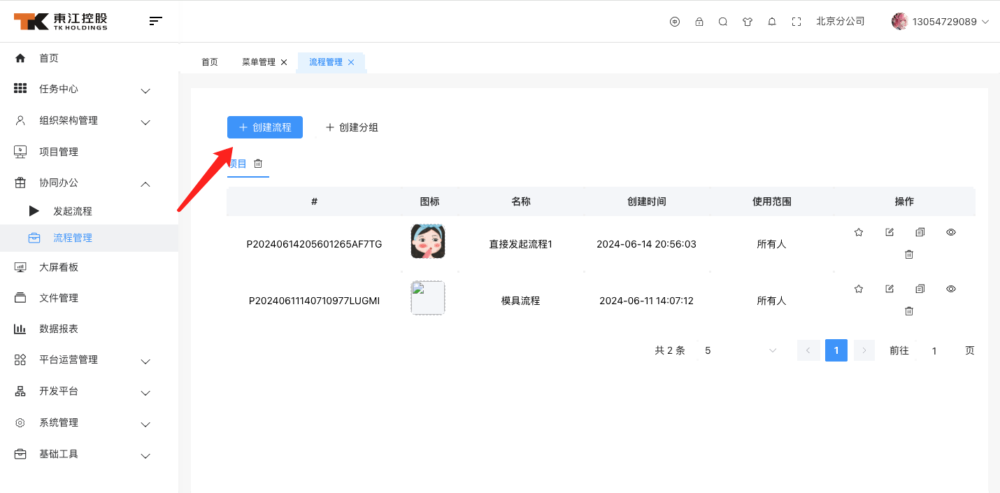 東江控股
TK HOLDINGS
北京分公司
13054729089
首页
任务中心
组织架构管理
项目管理
协同办公
发起流程
流程管理
大屏看板
文件管理
数据报表
平台运营管理
开发平台
系统管理
基础工具
首页 菜单管理 流程管理
创建流程 创建分组
项目
# 图标 名称 创建时间 使用范围 操作
P20240614205601265AF7TG 直接发起流程1 2024-06-14 20:56:03 所有人
P20240611140710977LUGMI 模具流程 2024-06-11 14:07:12 所有人
共 2 条 5 1 前往 1 页